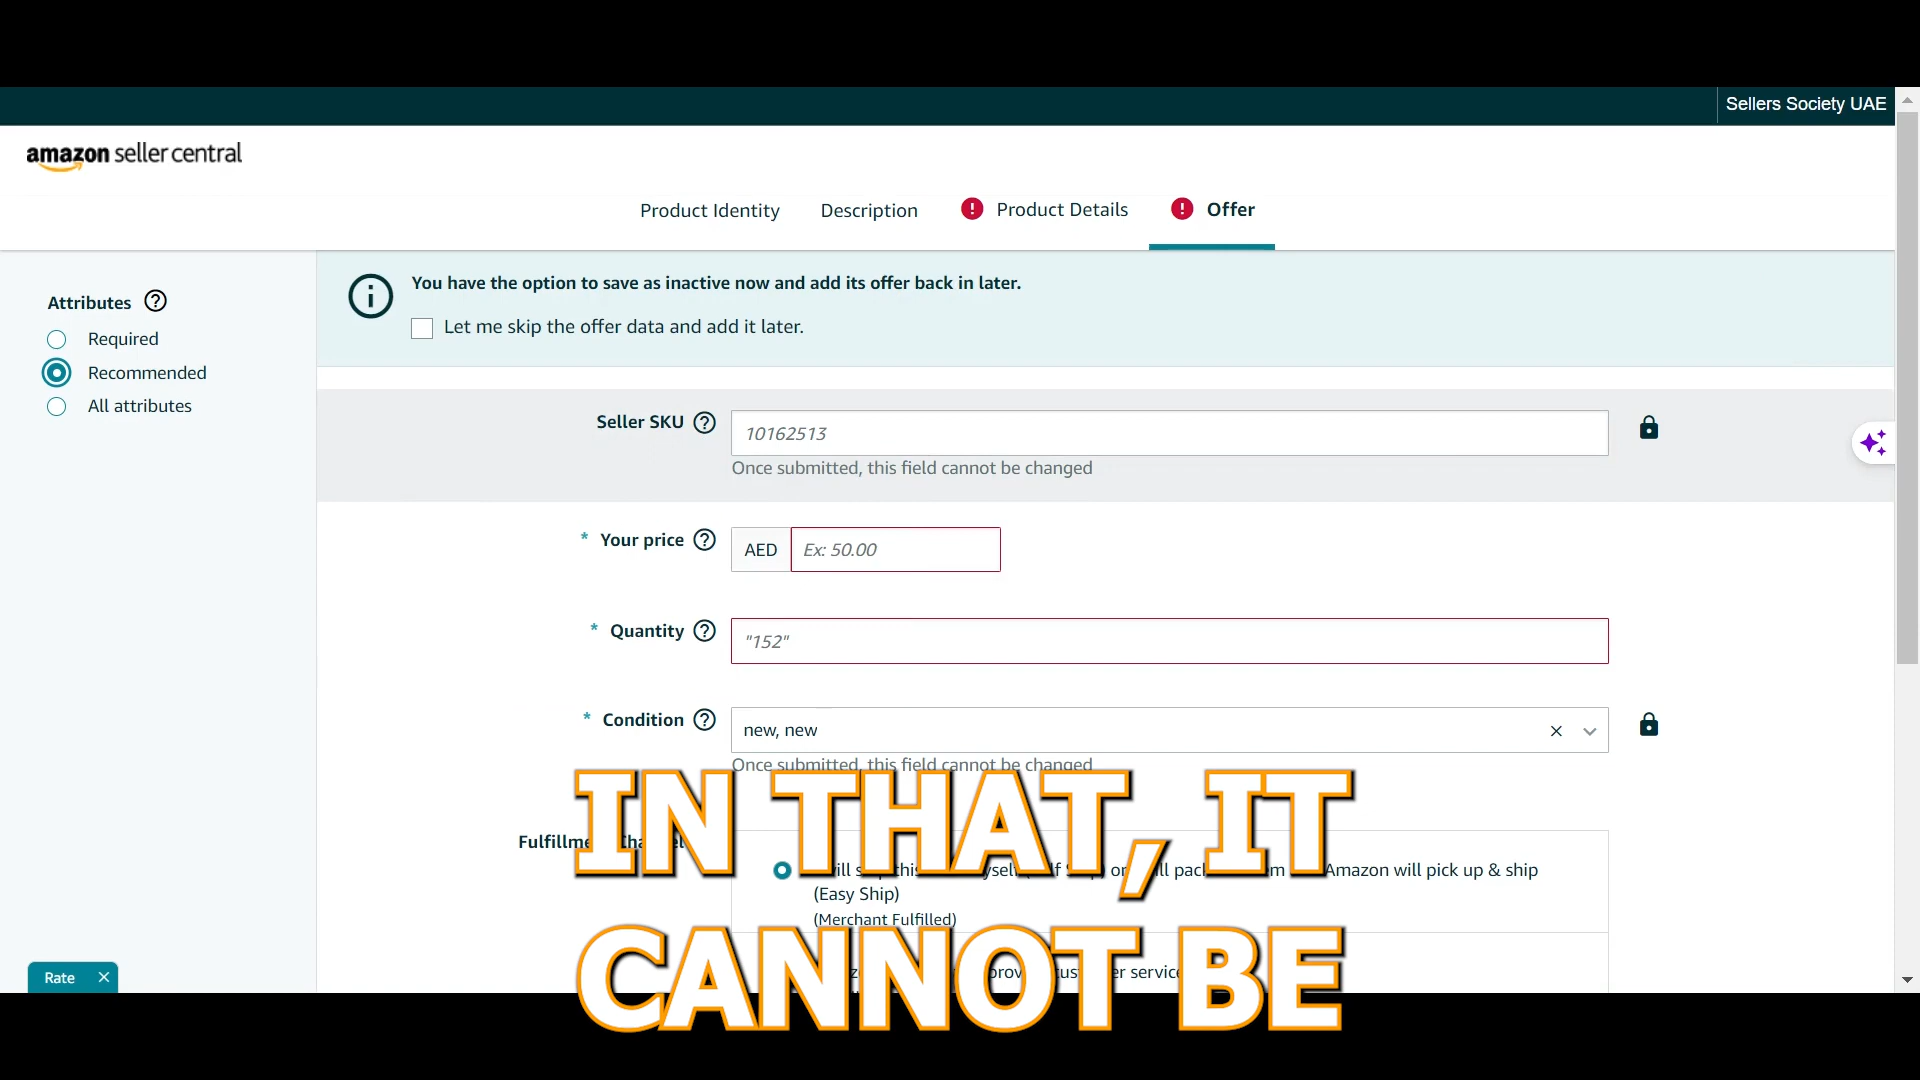 Sellers Society UAE
amazon seller central
Product Identity
Description
! Product Details
! Offer
Attributes ?
Required
Recommended
All attributes
You have the option to save as inactive now and add its offer back in later.
Let me skip the offer data and add it later.
Seller SKU ?
10162513
Once submitted, this field cannot be changed
* Your price ?
AED Ex: 50.00
* Quantity ?
"152"
* Condition ?
new, new
Once submitted, this field cannot be changed
IN THAT, IT
Amazon will pick up & ship
(Easy Ship)
(Merchant Fulfilled)
CANNOT BE
Rate ×